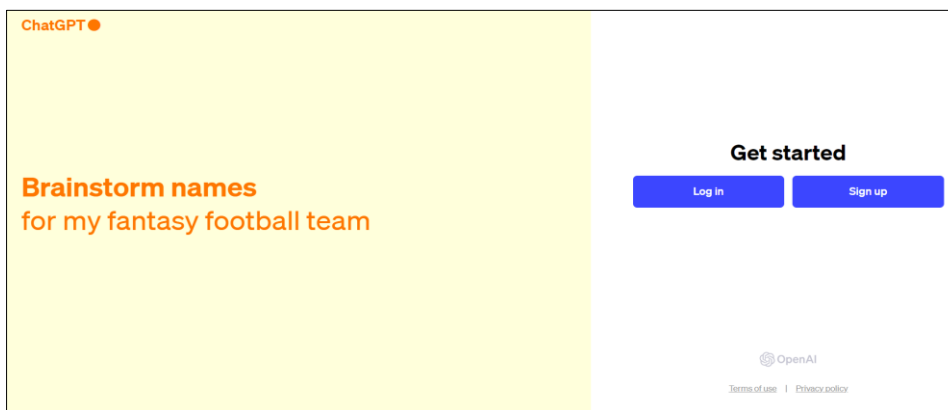 ChatGPT
Brainstorm names
for my fantasy football team
Get started
Log in Sign up
OpenAI
Terms of use | Privacy policy